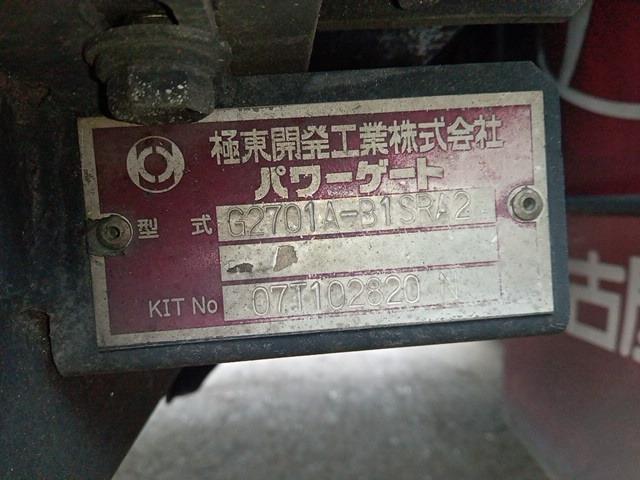 極東開発工業株式会社
パワーゲート
型 式 G2701A-B1SRA2
KIT No 07T102820 N
古